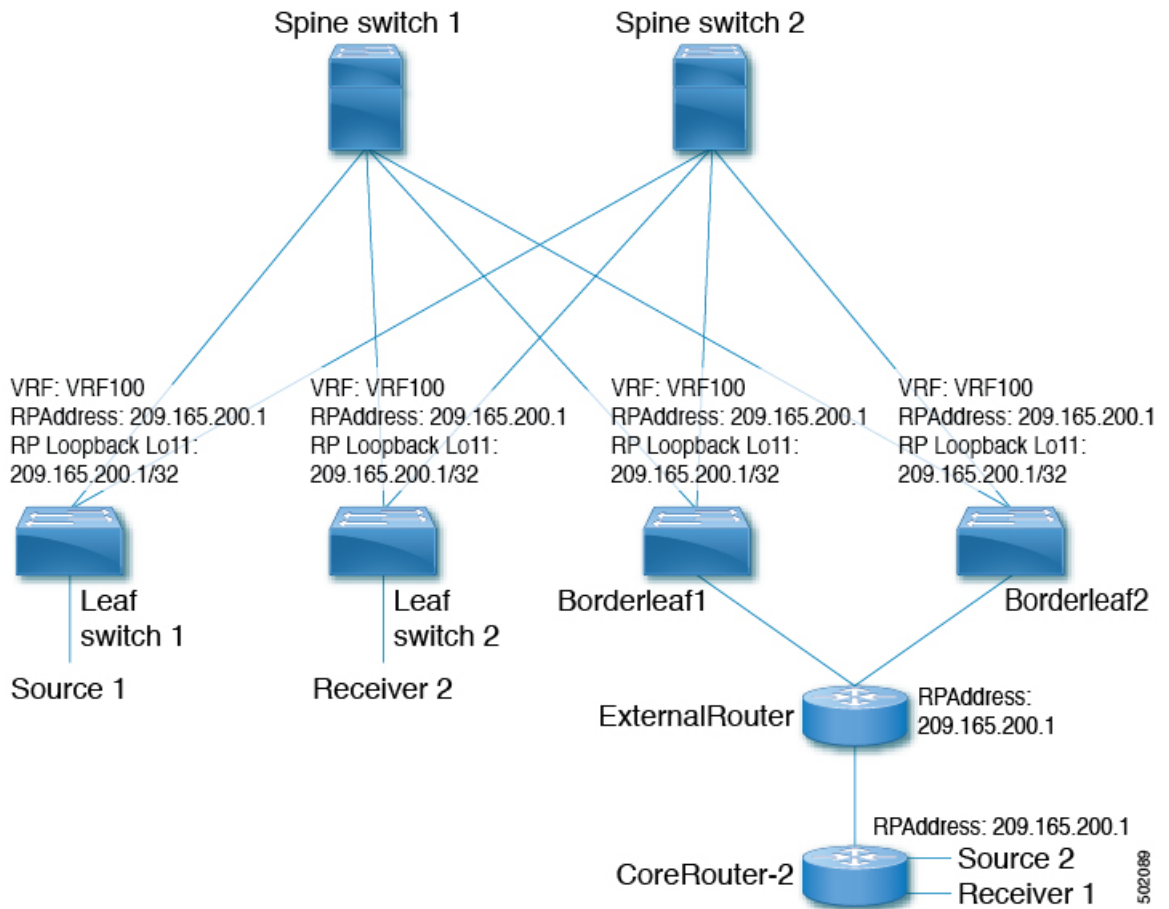 Spine switch 1
Spine switch 2
VRF: VRF100
RPAddress: 209.165.200.1
RP Loopback Lo11:
209.165.200.1/32
VRF: VRF100
RPAddress: 209.165.200.1
RP Loopback Lo11:
209.165.200.1/32
VRF: VRF100
RPAddress: 209.165.200.1
RP Loopback Lo11:
209.165.200.1/32
VRF: VRF100
RPAddress: 209.165.200.1
RP Loopback Lo11:
209.165.200.1/32
Leaf
switch 1
Source 1
Leaf
switch 2
Receiver 2
Borderleaf1
Borderleaf2
ExternalRouter
RPAddress:
209.165.200.1
RPAddress: 209.165.200.1
CoreRouter-2
Source 2
Receiver 1
502089